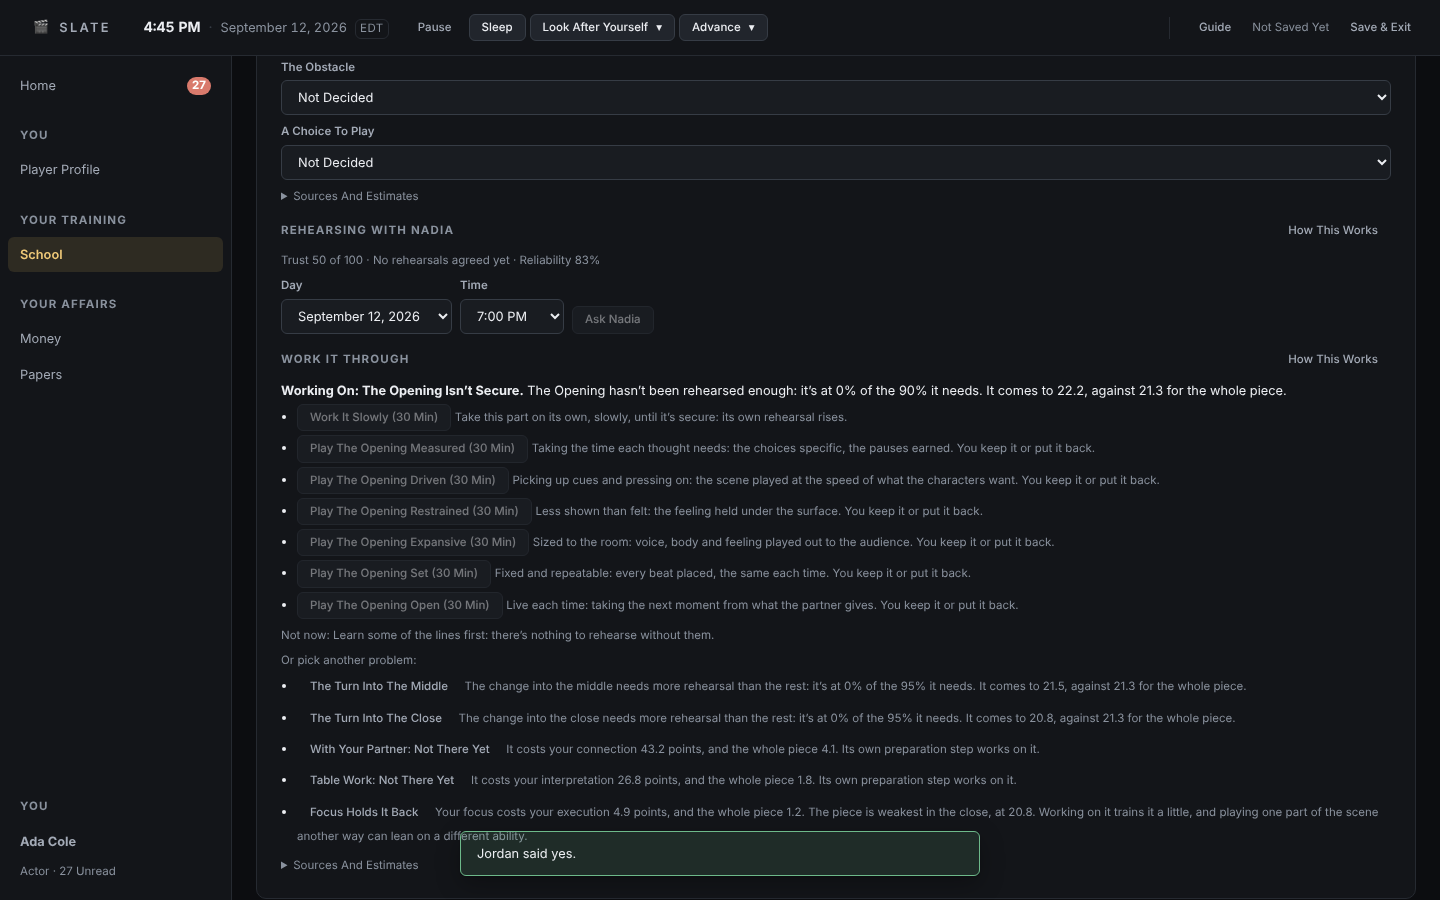 SLATE
4:45 PM · September 12, 2026 EDT
Pause
Sleep
Look After Yourself ▾
Advance ▾
Guide
Not Saved Yet
Save & Exit
Home
27
YOU
Player Profile
YOUR TRAINING
School
YOUR AFFAIRS
Money
Papers
YOU
Ada Cole
Actor · 27 Unread
The Obstacle
Not Decided
A Choice To Play
Not Decided
Sources And Estimates
REHEARSING WITH NADIA
How This Works
Trust 50 of 100 · No rehearsals agreed yet · Reliability 83%
Day
Time
September 12, 2026
7:00 PM
Ask Nadia
WORK IT THROUGH
How This Works
Working On: The Opening Isn’t Secure. The Opening hasn’t been rehearsed enough: it’s at 0% of the 90% it needs. It comes to 22.2, against 21.3 for the whole piece.
Work It Slowly (30 Min) Take this part on its own, slowly, until it’s secure: its own rehearsal rises.
Play The Opening Measured (30 Min) Taking the time each thought needs: the choices specific, the pauses earned. You keep it or put it back.
Play The Opening Driven (30 Min) Picking up cues and pressing on: the scene played at the speed of what the characters want. You keep it or put it back.
Play The Opening Restrained (30 Min) Less shown than felt: the feeling held under the surface. You keep it or put it back.
Play The Opening Expansive (30 Min) Sized to the room: voice, body and feeling played out to the audience. You keep it or put it back.
Play The Opening Set (30 Min) Fixed and repeatable: every beat placed, the same each time. You keep it or put it back.
Play The Opening Open (30 Min) Live each time: taking the next moment from what the partner gives. You keep it or put it back.
Not now: Learn some of the lines first: there’s nothing to rehearse without them.
Or pick another problem:
The Turn Into The Middle The change into the middle needs more rehearsal than the rest: it’s at 0% of the 95% it needs. It comes to 21.5, against 21.3 for the whole piece.
The Turn Into The Close The change into the close needs more rehearsal than the rest: it’s at 0% of the 95% it needs. It comes to 20.8, against 21.3 for the whole piece.
With Your Partner: Not There Yet It costs your connection 43.2 points, and the whole piece 4.1. Its own preparation step works on it.
Table Work: Not There Yet It costs your interpretation 26.8 points, and the whole piece 1.8. Its own preparation step works on it.
Focus Holds It Back Your focus costs your execution 4.9 points, and the whole piece 1.2. The piece is weakest in the close, at 20.8. Working on it trains it a little, and playing one part of the scene
another way can lean on a different ability.
Jordan said yes.
Sources And Estimates